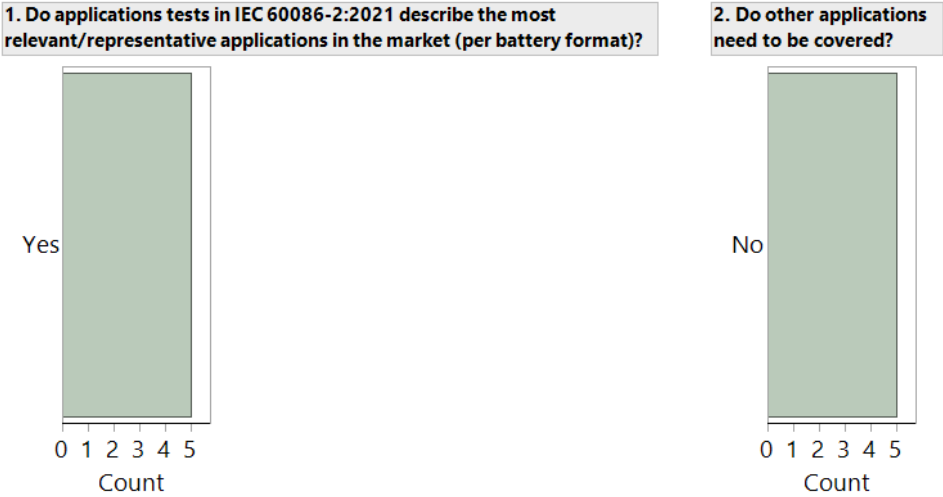 1. Do applications tests in IEC 60086-2:2021 describe the most
relevant/representative applications in the market (per battery format)?
Yes
0 1 2 3 4 5
Count
2. Do other applications
need to be covered?
No
0 1 2 3 4 5
Count